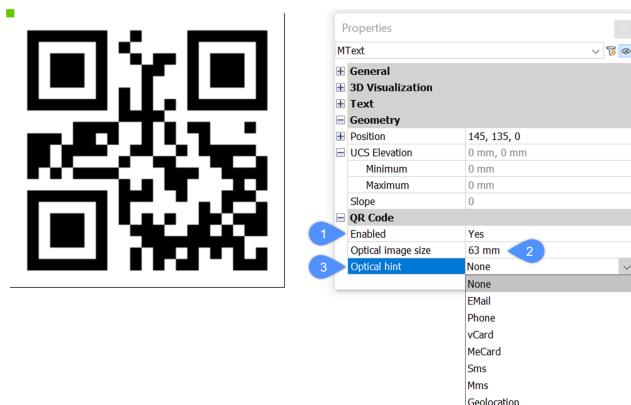 Properties
MText
General
3D Visualization
Text
Geometry
Position 145, 135, 0
UCS Elevation 0 mm, 0 mm
Minimum 0 mm
Maximum 0 mm
Slope 0
QR Code
1 Enabled Yes
Optical image size 63 mm 2
3 Optical hint None
None
EMail
Phone
vCard
MeCard
Sms
Mms
Geolocation